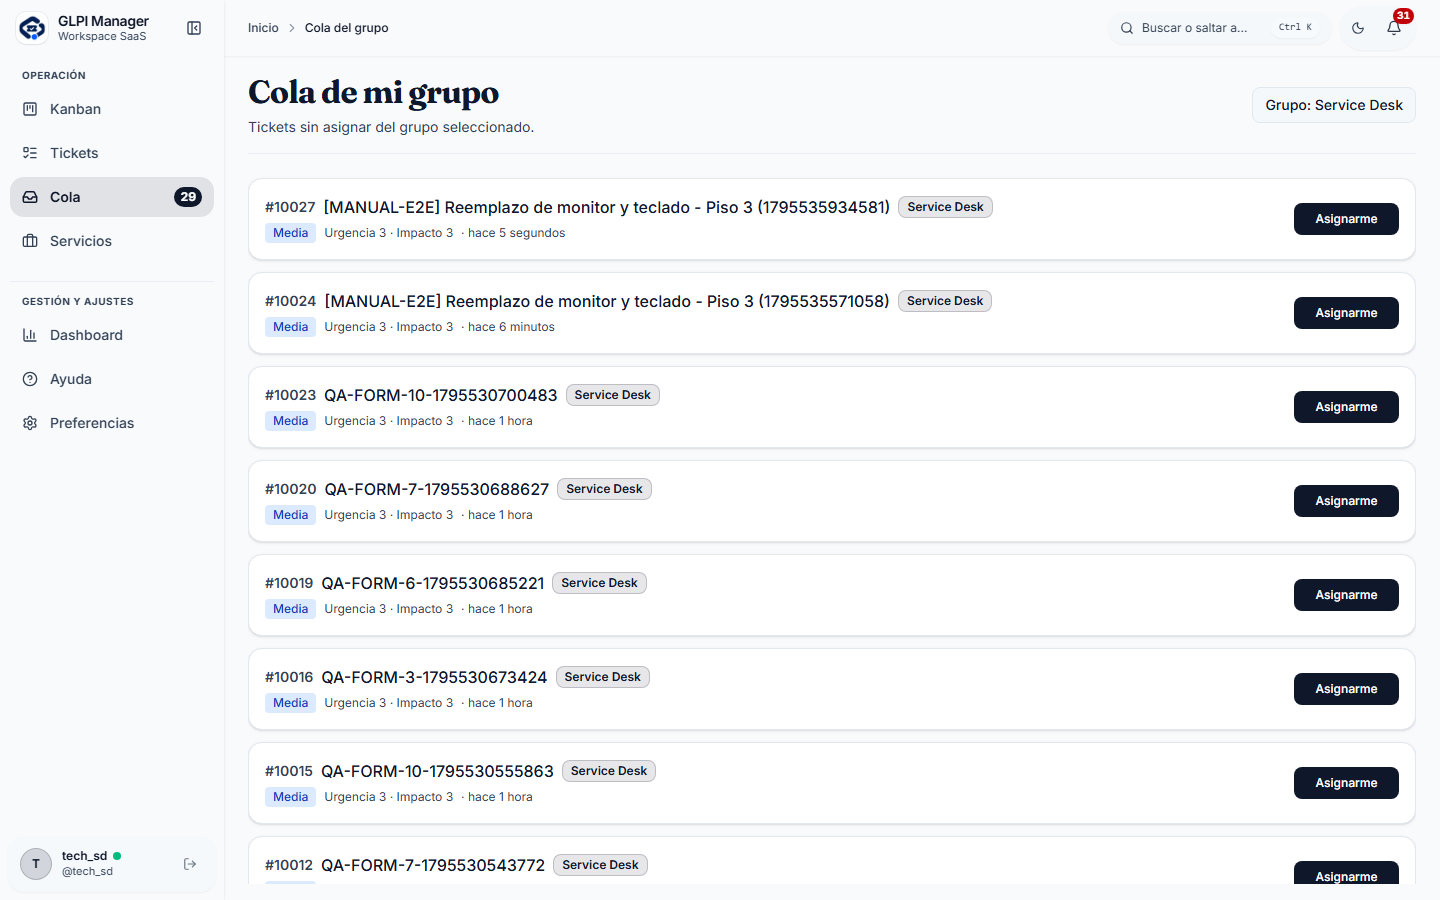 GLPI Manager
Workspace SaaS
OPERACIÓN
Kanban
Tickets
Cola 29
Servicios
GESTIÓN Y AJUSTES
Dashboard
Ayuda
Preferencias
T
tech_sd
@tech_sd
Inicio > Cola del grupo
Buscar o saltar a... Ctrl K
31
Cola de mi grupo
Tickets sin asignar del grupo seleccionado.
Grupo: Service Desk
#10027 [MANUAL-E2E] Reemplazo de monitor y teclado - Piso 3 (1795535934581) Service Desk
Media Urgencia 3 · Impacto 3 · hace 5 segundos
Asignarme
#10024 [MANUAL-E2E] Reemplazo de monitor y teclado - Piso 3 (1795535571058) Service Desk
Media Urgencia 3 · Impacto 3 · hace 6 minutos
Asignarme
#10023 QA-FORM-10-1795530700483 Service Desk
Media Urgencia 3 · Impacto 3 · hace 1 hora
Asignarme
#10020 QA-FORM-7-1795530688627 Service Desk
Media Urgencia 3 · Impacto 3 · hace 1 hora
Asignarme
#10019 QA-FORM-6-1795530685221 Service Desk
Media Urgencia 3 · Impacto 3 · hace 1 hora
Asignarme
#10016 QA-FORM-3-1795530673424 Service Desk
Media Urgencia 3 · Impacto 3 · hace 1 hora
Asignarme
#10015 QA-FORM-10-1795530555863 Service Desk
Media Urgencia 3 · Impacto 3 · hace 1 hora
Asignarme
#10012 QA-FORM-7-1795530543772 Service Desk
Asignarme